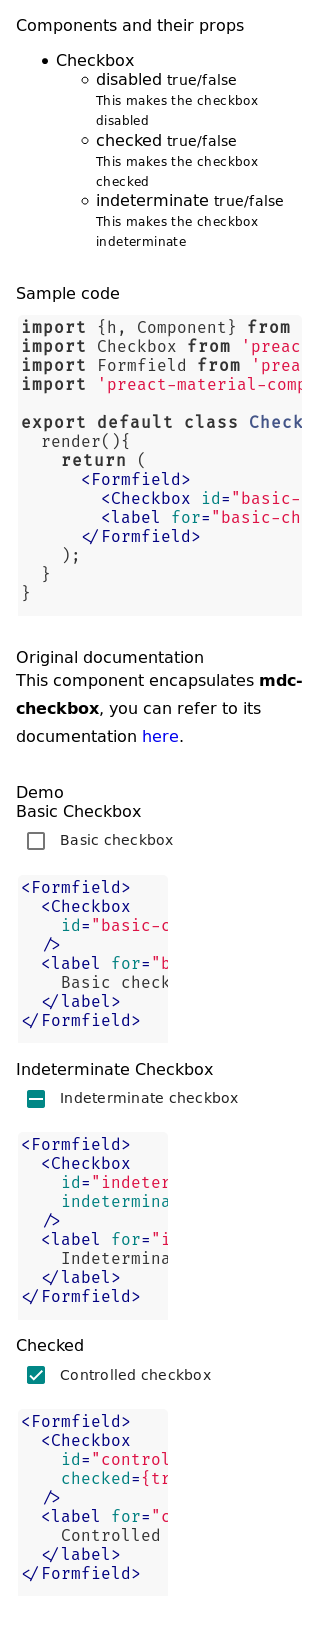 Components and their props
Checkbox
disabled true/false
This makes the checkbox
disabled
checked true/false
This makes the checkbox
checked
indeterminate true/false
This makes the checkbox
indeterminate
Sample code
import {h, Component} from
import Checkbox from 'preac
import Formfield from 'prea
import 'preact-material-comp
export default class Check
render(){
return (
<Formfield>
<Checkbox id="basic-
<label for="basic-ch
</Formfield>
);
}
}
Original documentation
This component encapsulates mdc-
checkbox, you can refer to its
documentation here.
Demo
Basic Checkbox
Basic checkbox
<Formfield>
<Checkbox
id="basic-c
/>
<label for="b
Basic check
</label>
</Formfield>
Indeterminate Checkbox
Indeterminate checkbox
<Formfield>
<Checkbox
id="indeter
indetermina
/>
<label for="i
Indetermina
</label>
</Formfield>
Checked
Controlled checkbox
<Formfield>
<Checkbox
id="control
checked={tr
/>
<label for="c
Controlled
</label>
</Formfield>